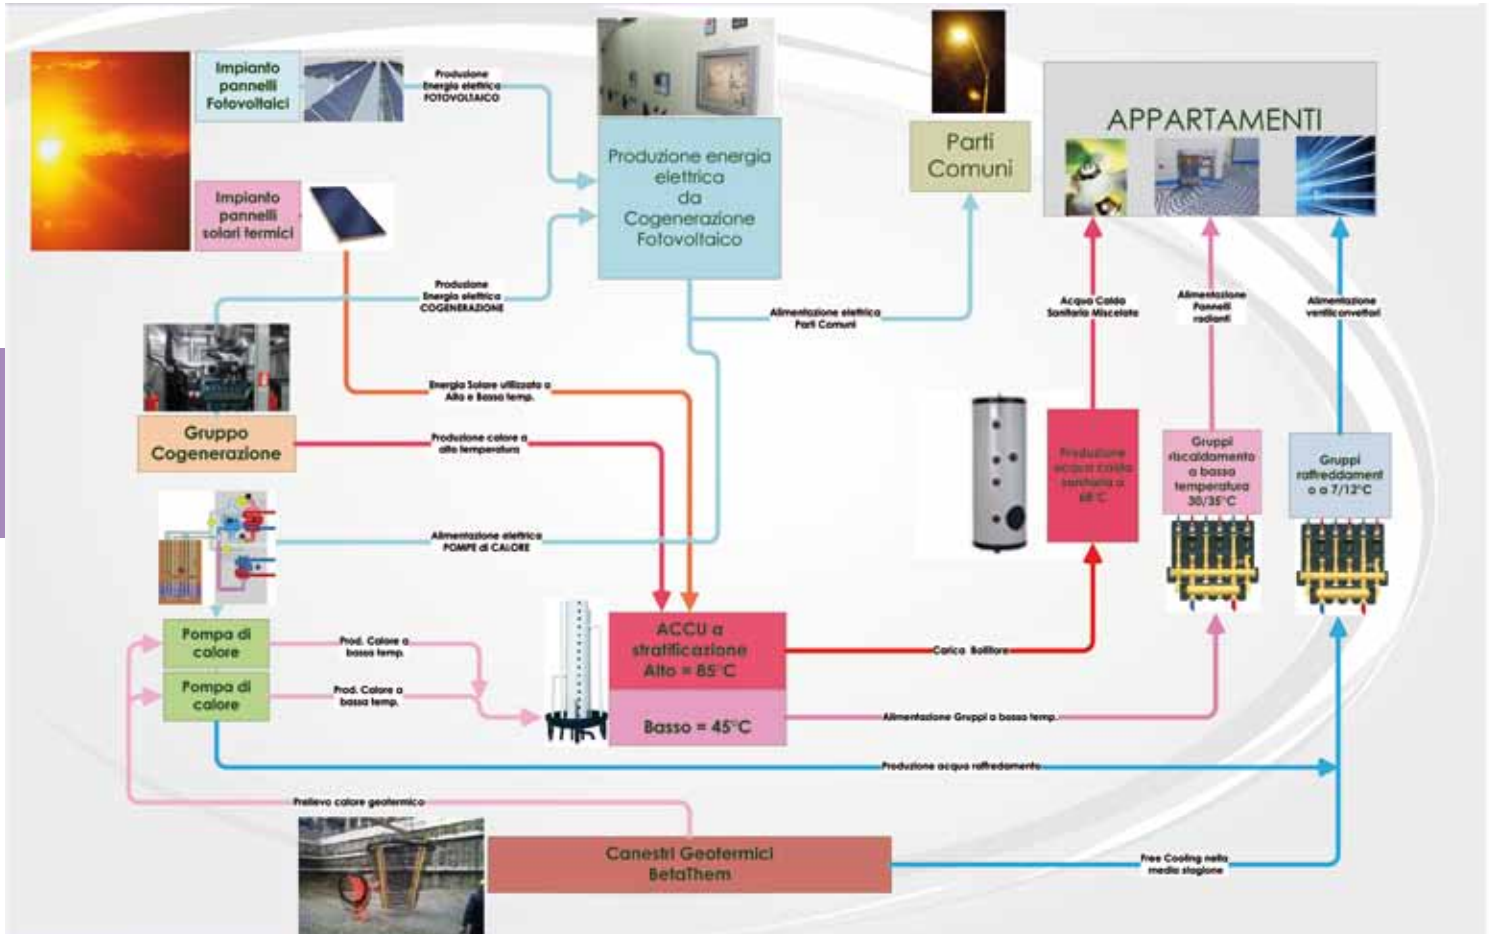 Impianto
pannelli
Fotovoltaici
Produzione
Energia elettrica
FOTOVOLTAICO
Produzione energia
elettrica
da
Cogenerazione
Fotovoltaico
Parti
Comuni
APPARTAMENTI
Impianto
pannelli
solari termici
Produzione
Energia elettrica
COGENERAZIONE
Alimentazione elettrica
Parti Comuni
Acqua Calda
Sanitaria Miscelata
Alimentazione
Pannelli
radianti
Alimentazione
ventilconvettori
Energia Solare utilizzata a
Alta e Bassa temp.
Gruppo
Cogenerazione
Produzione calore a
alta temperatura
Produzione
acqua calda
sanitaria a
Gruppi
riscaldamento
a bassa
temperatura
30/35°C
Gruppi
raffreddament
o a 7/12°C
Alimentazione elettrica
POMPE di CALORE
Pompa di
calore
Prod. Calore a
bassa temp.
Pompa di
calore
Prod. Calore a
bassa temp.
ACCU a
stratificazione
Alto = 85°C
Basso = 45°C
Carica Bollitore
Alimentazione Gruppi a bassa temp.
Produzione acqua raffredamento
Prelievo calore geotermico
Canestri Geotermici
BetaThem
Free Cooling nella
media stagione